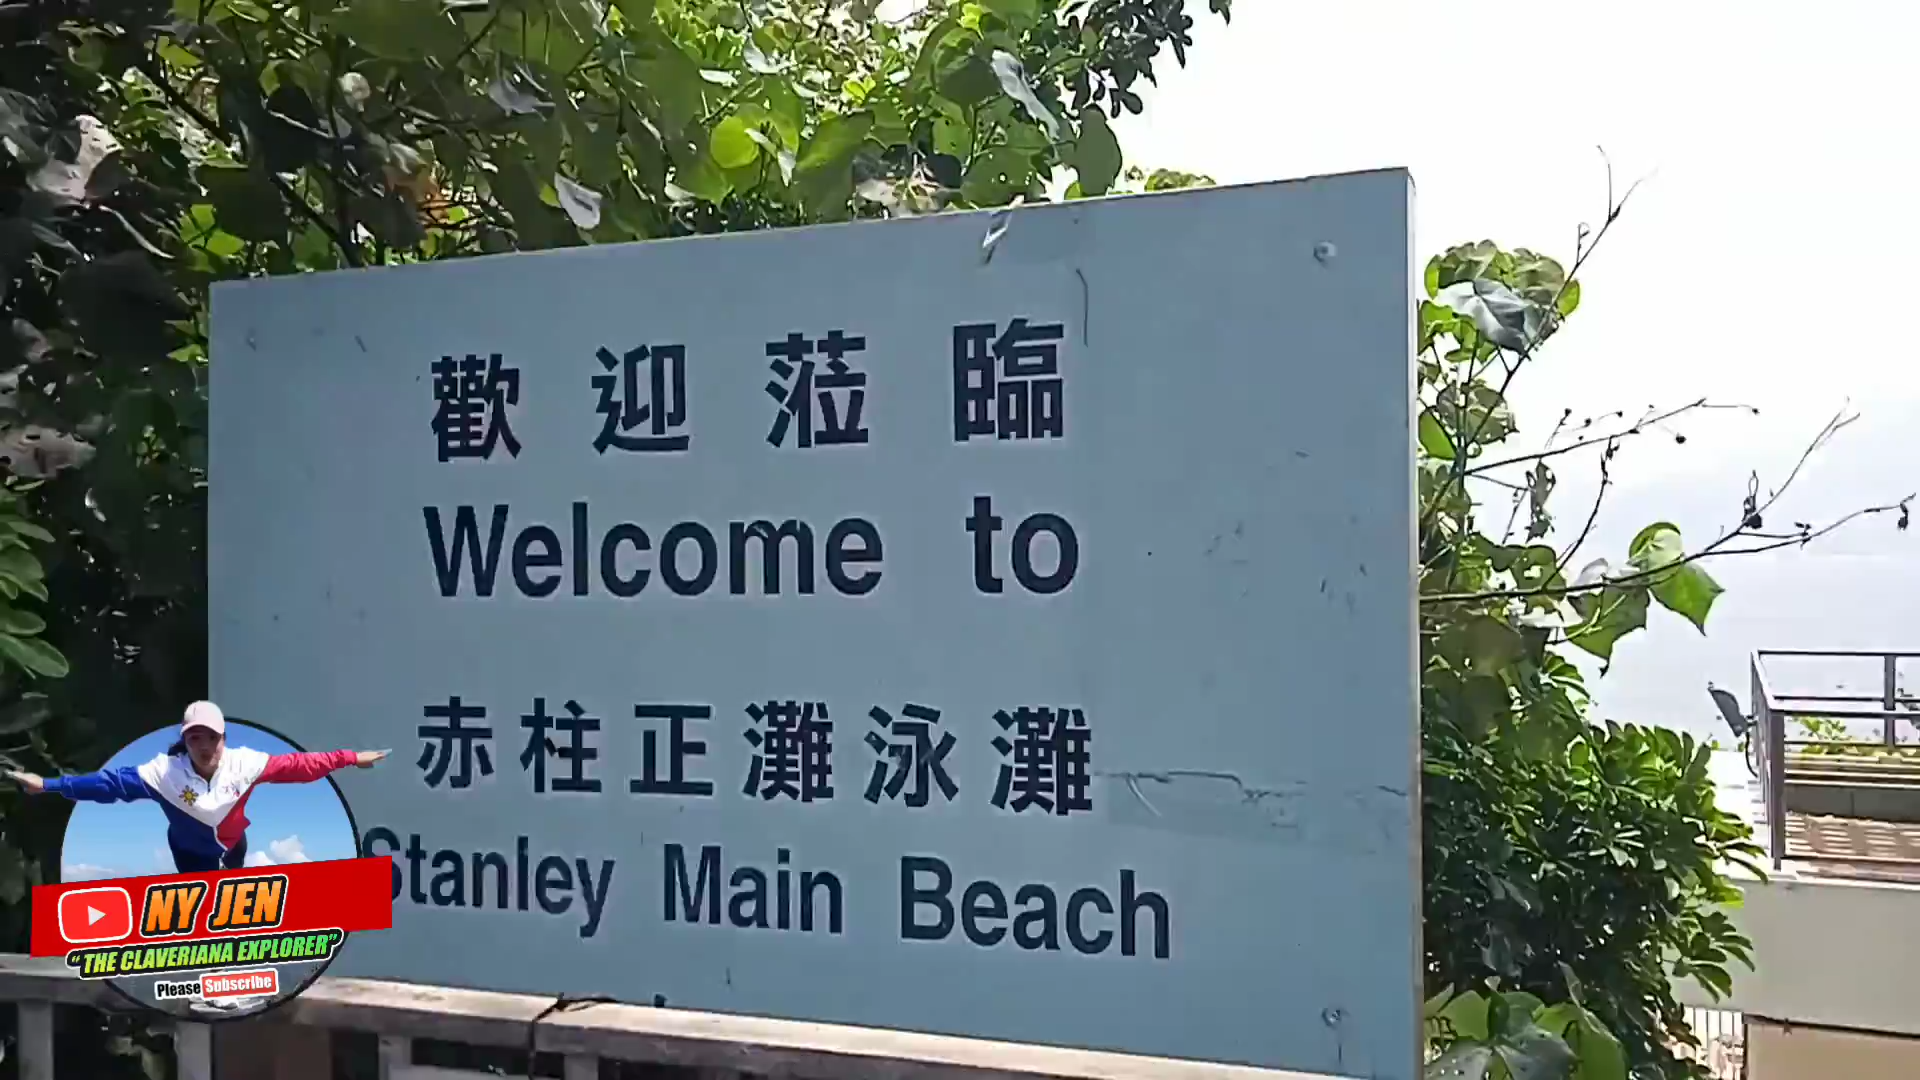 歡迎蒞臨
Welcome to
赤柱正灘泳灘
Stanley Main Beach
NY JEN
"THE CLAVERIANA EXPLORER"
Please Subscribe